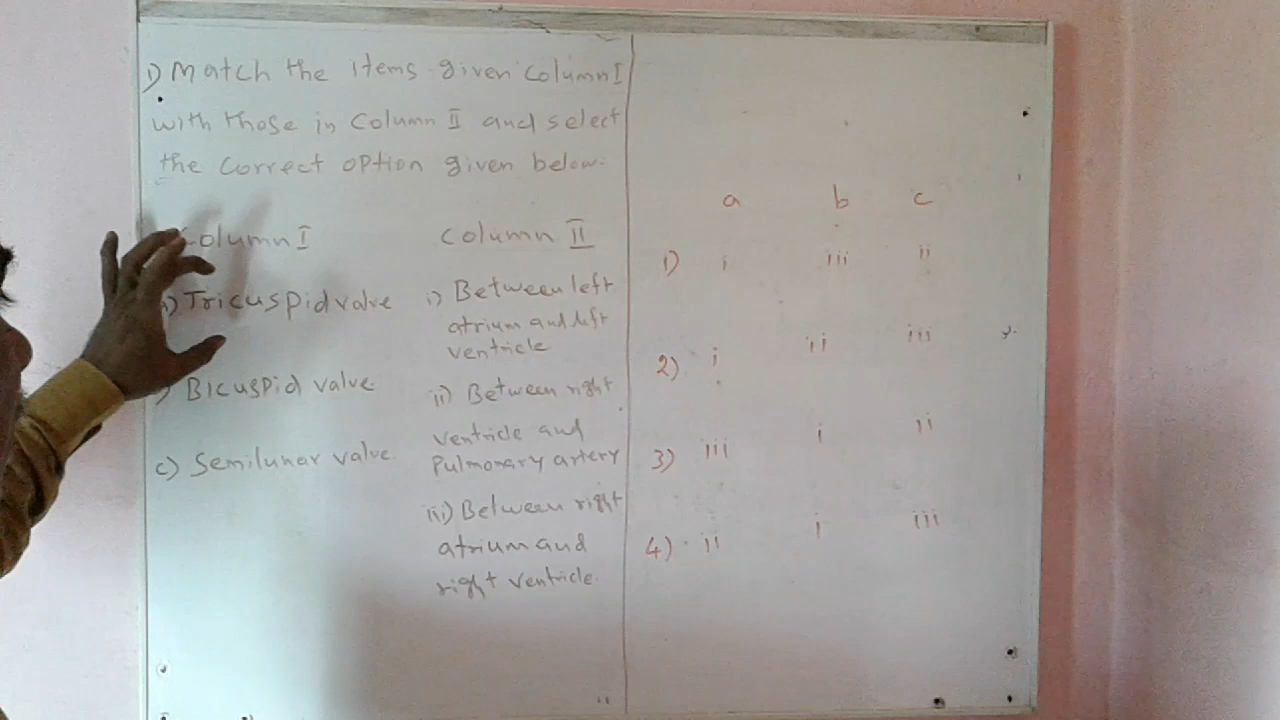 1) Match the items given Column I
with those in Column II and select
the correct option given below.
Column I Column II
a) Tricuspid valve i) Between left
atrium and left
ventricle
) Bicuspid valve ii) Between right
ventricle and
c) Semilunar valve. Pulmonary artery
iii) Between right
atrium and
right ventricle.
a b c
1) i iii ii
2) i ii iii
3) iii i ii
4) ii i iii